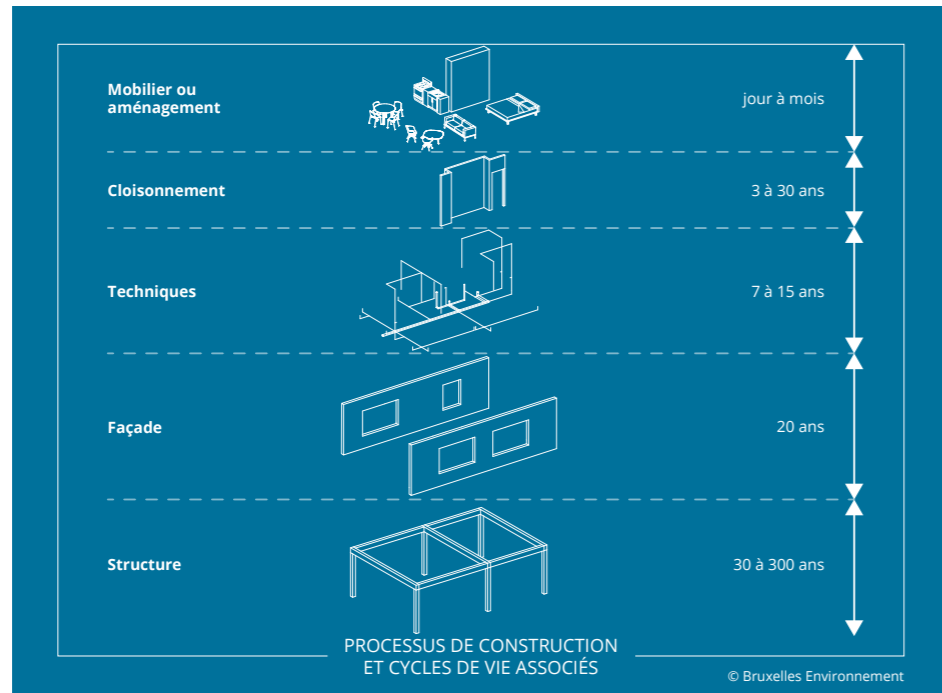 Mobilier ou
aménagement
jour à mois
Cloisonnement
3 à 30 ans
Techniques
7 à 15 ans
Façade
20 ans
Structure
30 à 300 ans
PROCESSUS DE CONSTRUCTION
ET CYCLES DE VIE ASSOCIÉS
© Bruxelles Environnement